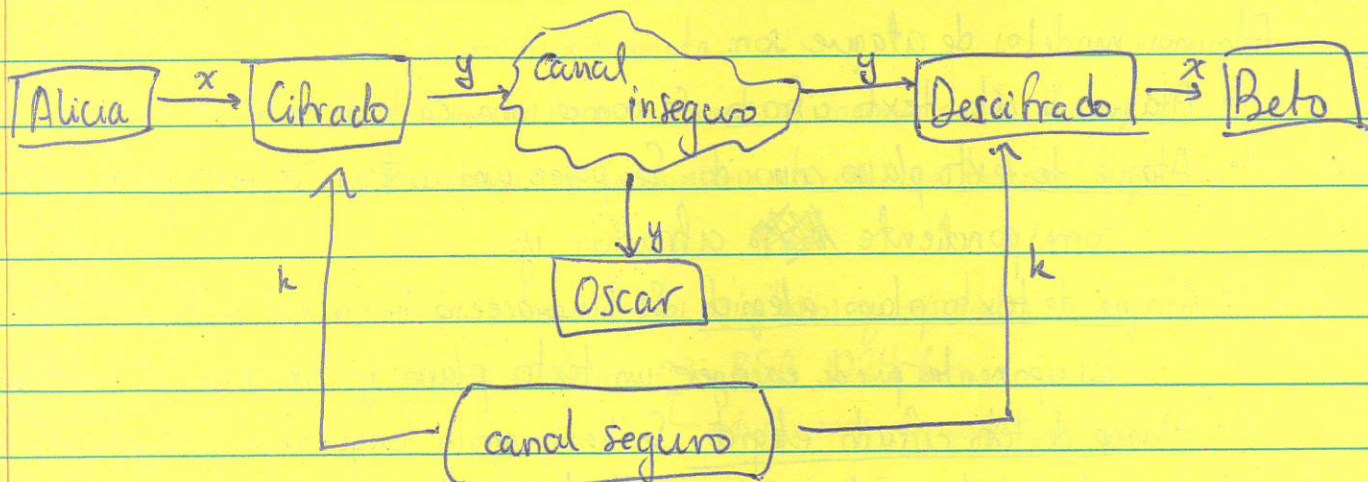 Alicia x Cifrado y canal inseguro y Descifrado x Beto
y
k Oscar k
canal seguro